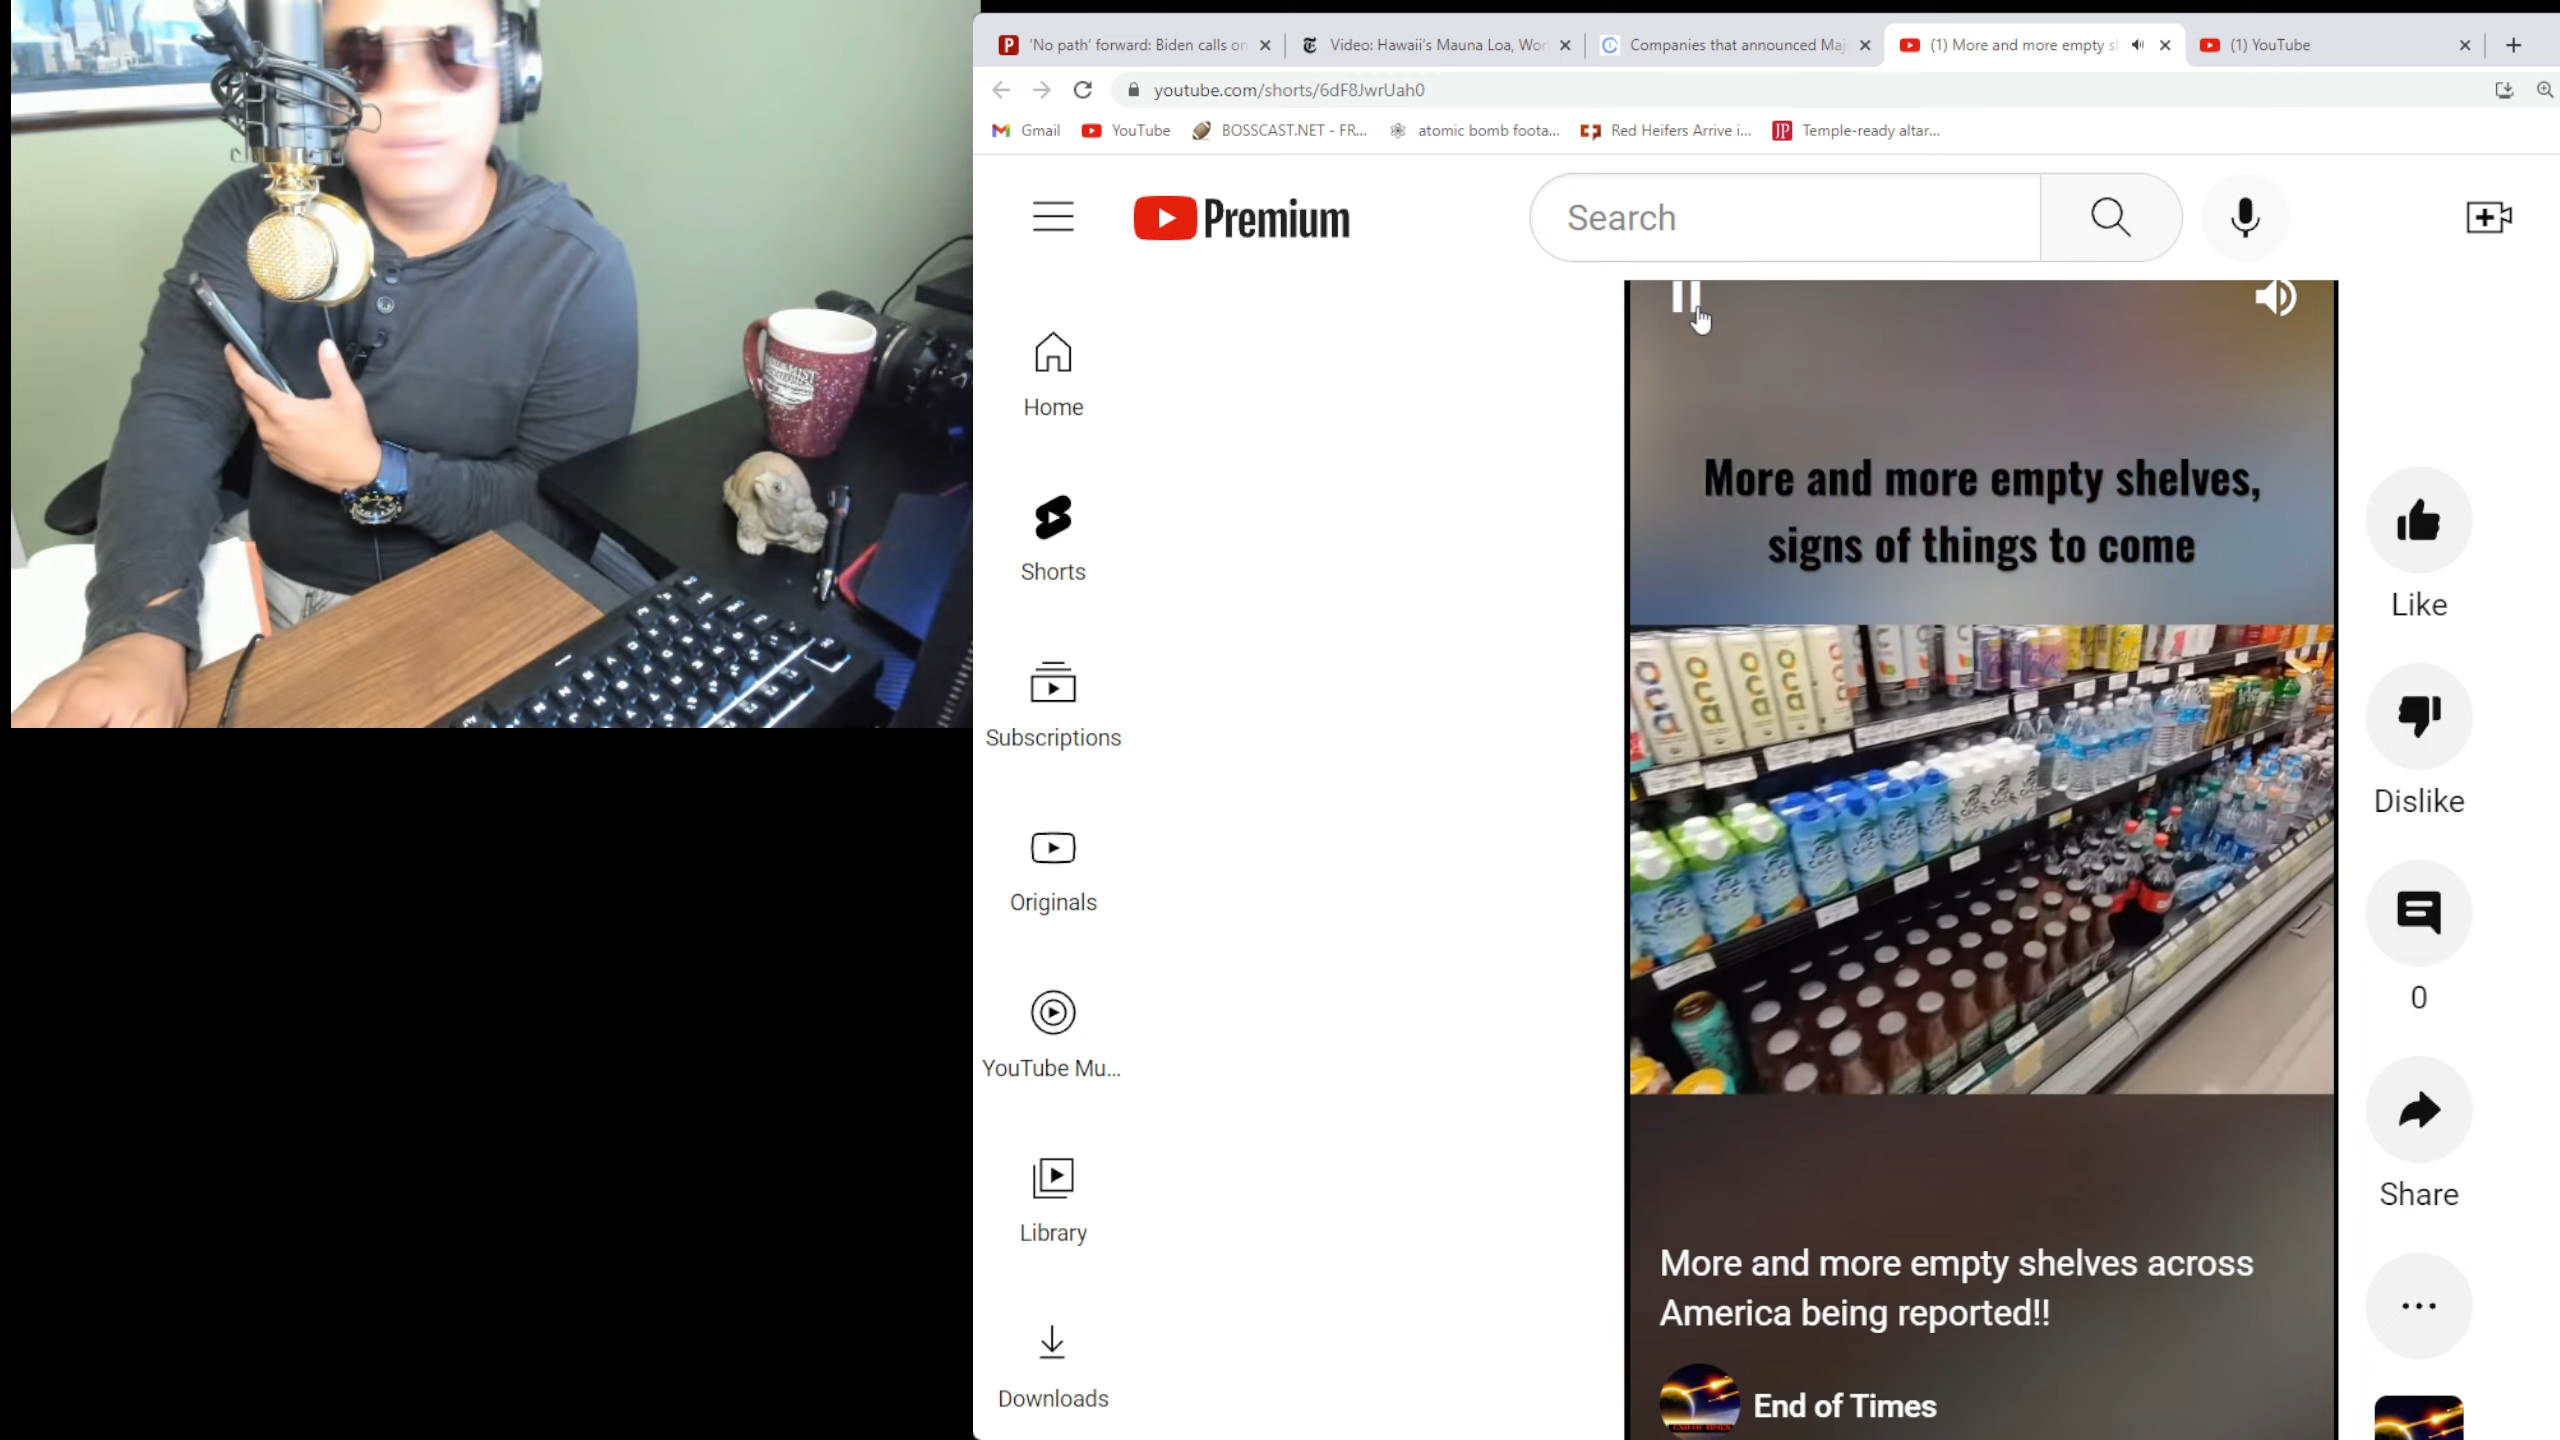 'No path' forward: Biden calls on
Video: Hawaii's Mauna Loa, Wor
Companies that announced Maj
(1) More and more empty s
(1) YouTube
youtube.com/shorts/6dF8JwrUah0
Gmail
YouTube
BOSSCAST.NET - FR...
atomic bomb foota...
Red Heifers Arrive i...
JP
Temple-ready altar...
Premium
Search
Home
Shorts
Subscriptions
Originals
YouTube Mu...
Library
Downloads
More and more empty shelves,
signs of things to come
More and more empty shelves across
America being reported!!
End of Times
Like
Dislike
0
Share